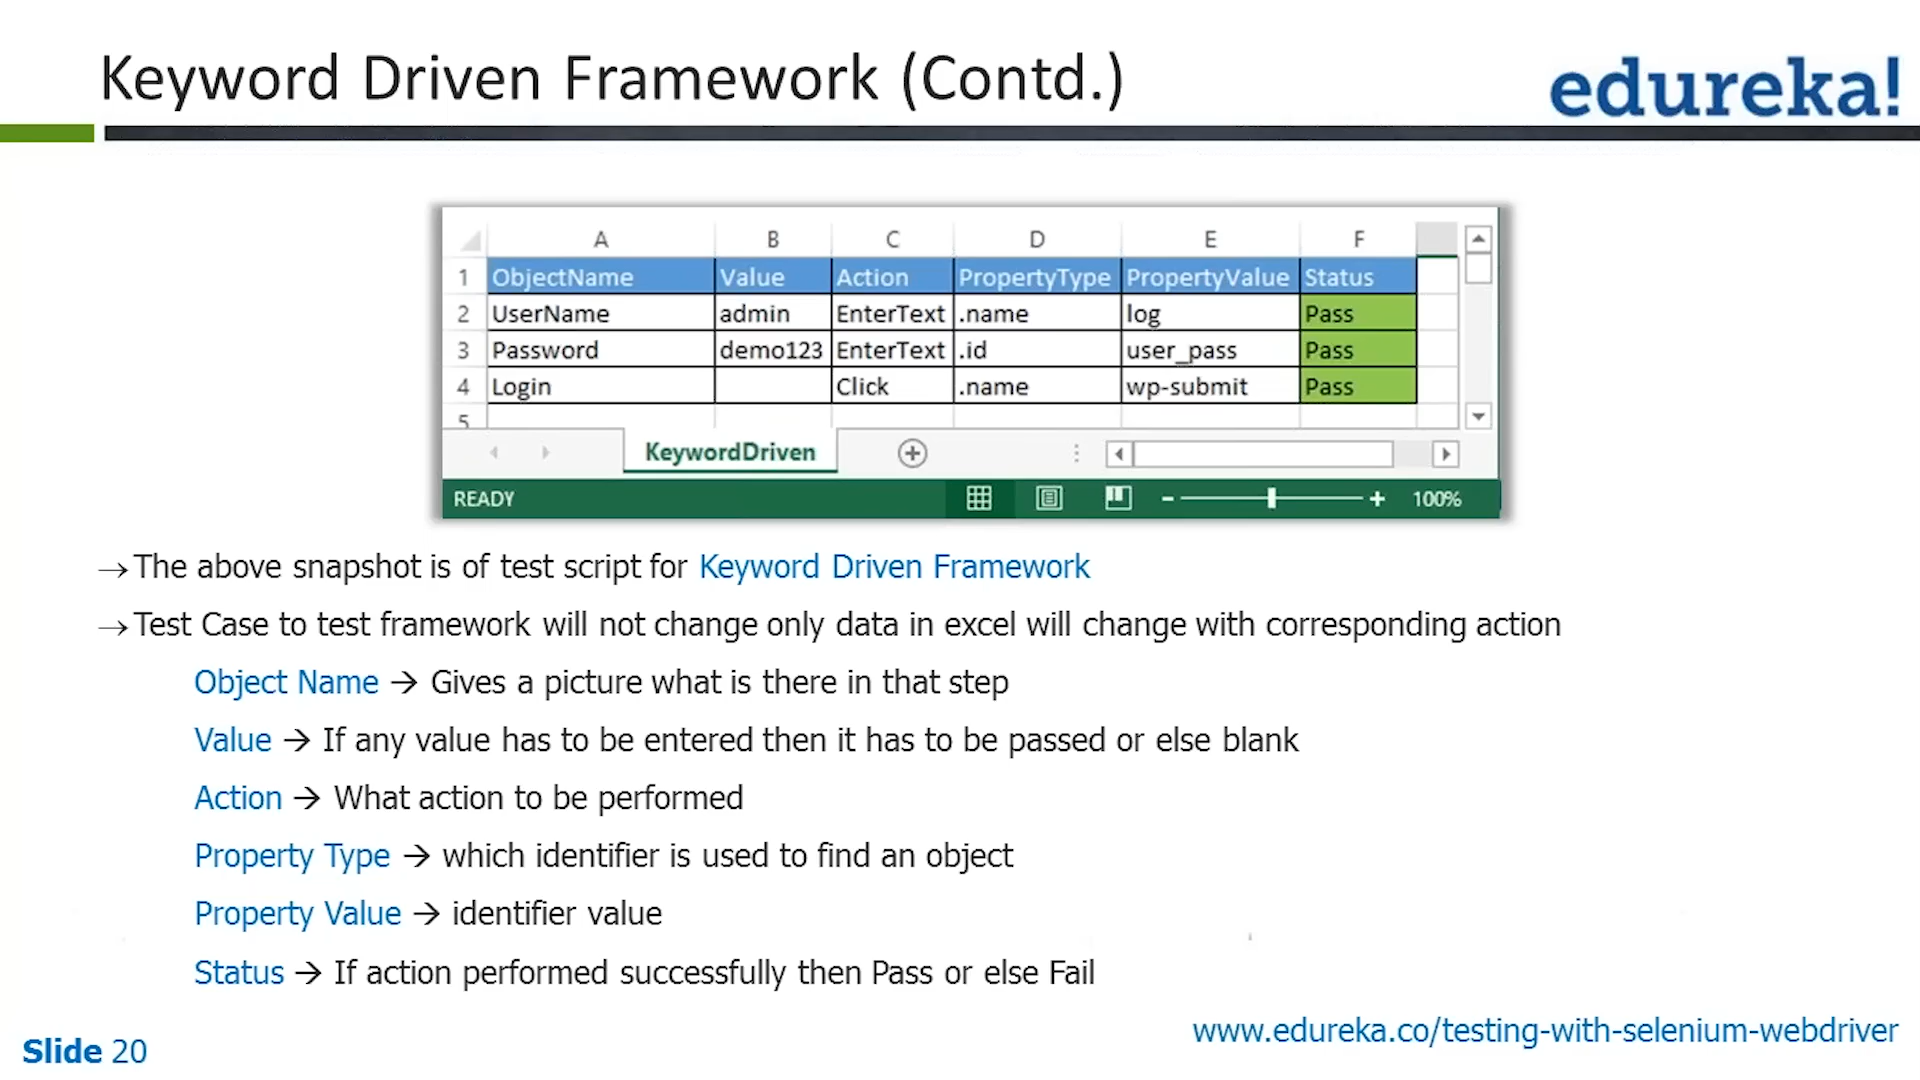 Keyword Driven Framework (Contd.)
edureka!
A B C D E F
1 ObjectName Value Action PropertyType PropertyValue Status
2 UserName admin EnterText .name log Pass
3 Password demo123 EnterText .id user_pass Pass
4 Login Click .name wp-submit Pass
5
KeywordDriven
READY 100%
→The above snapshot is of test script for Keyword Driven Framework
→Test Case to test framework will not change only data in excel will change with corresponding action
Object Name → Gives a picture what is there in that step
Value → If any value has to be entered then it has to be passed or else blank
Action → What action to be performed
Property Type → which identifier is used to find an object
Property Value → identifier value
Status → If action performed successfully then Pass or else Fail
www.edureka.co/testing-with-selenium-webdriver
Slide 20